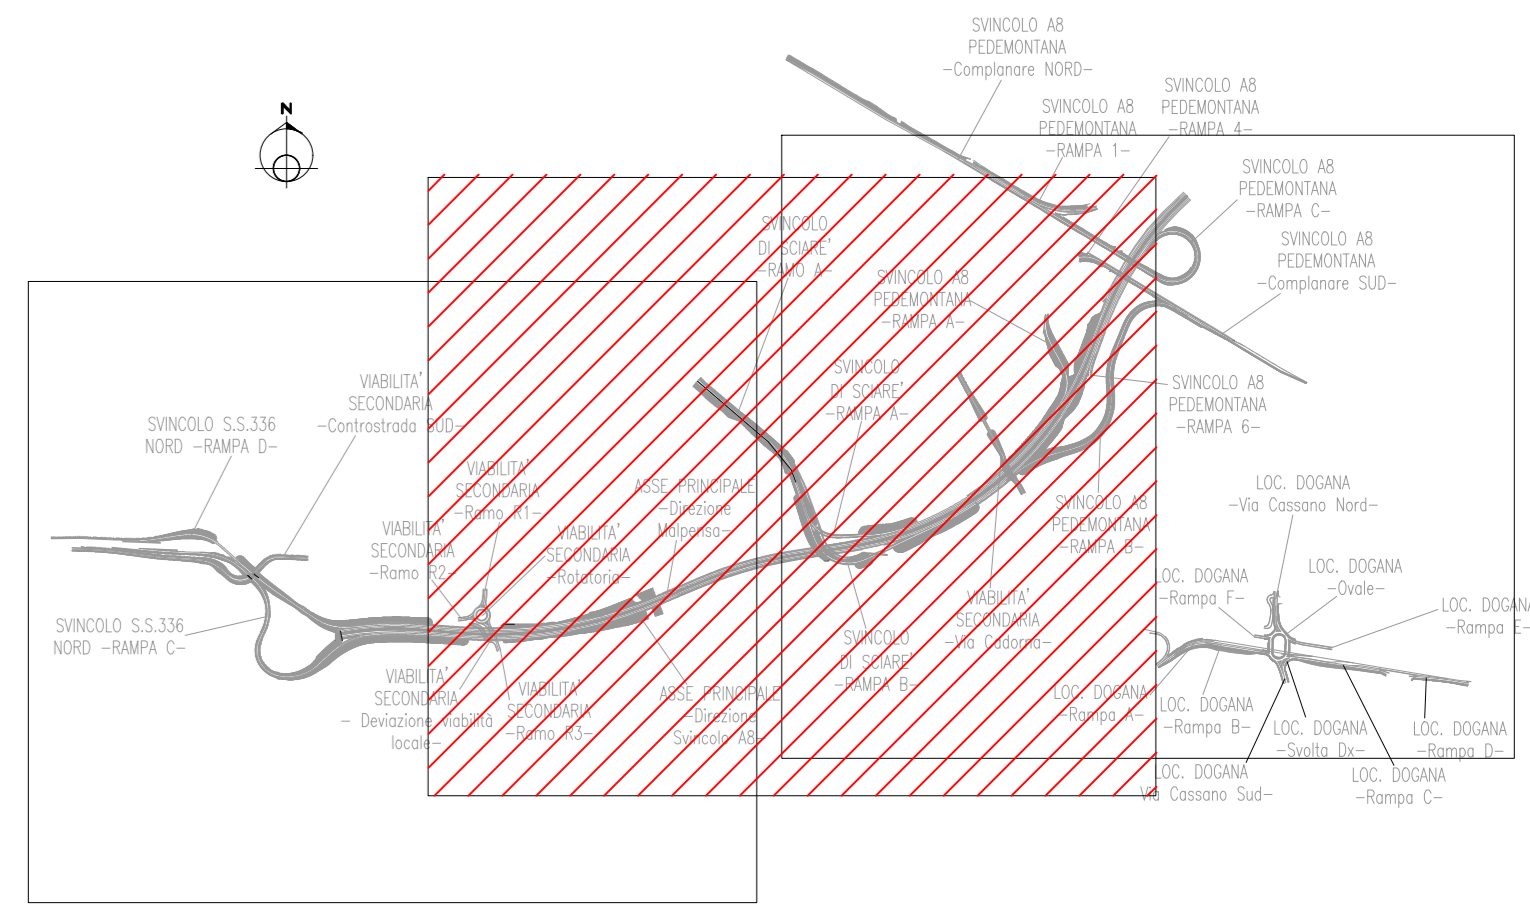 SVINCOLO A8
PEDEMONTANA
-Complanare NORD-
SVINCOLO A8
PEDEMONTANA
-RAMPA 4-
SVINCOLO A8
PEDEMONTANA
-RAMPA 1-
N
SVINCOLO A8
PEDEMONTANA
-RAMPA C-
SVINCOLO
DI SCIARE'
-RAMO A-
SVINCOLO A8
PEDEMONTANA
-Complanare SUD-
SVINCOLO A8
PEDEMONTANA
-RAMPA A-
SVINCOLO
DI SCIARE'
-RAMPA A-
VIABILITA'
SECONDARIA
-Controstrada SUD-
SVINCOLO A8
PEDEMONTANA
-RAMPA 6-
SVINCOLO S.S.336
NORD -RAMPA D-
VIABILITA'
SECONDARIA
-Ramo R1-
ASSE PRINCIPALE
-Direzione
Malpensa-
LOC. DOGANA
-Via Cassano Nord-
SVINCOLO A8
PEDEMONTANA
-RAMPA B-
VIABILITA'
SECONDARIA
-Ramo R2-
VIABILITA'
SECONDARIA
-Rotatoria-
LOC. DOGANA
-Ovale-
LOC. DOGANA
-Rampa F-
VIABILITA'
SECONDARIA
-Via Cadorna-
LOC. DOGANA
-Rampa E-
SVINCOLO S.S.336
NORD -RAMPA C-
SVINCOLO
DI SCIARE'
-RAMPA B-
VIABILITA'
SECONDARIA
- Deviazione viabilità
locale-
VIABILITA'
SECONDARIA
-Ramo R3-
ASSE PRINCIPALE
-Direzione
Svincolo A8-
LOC. DOGANA
-Rampa A-
LOC. DOGANA
-Rampa B-
LOC. DOGANA
-Svolta Dx-
LOC. DOGANA
-Rampa D-
LOC. DOGANA
Via Cassano Sud-
LOC. DOGANA
-Rampa C-